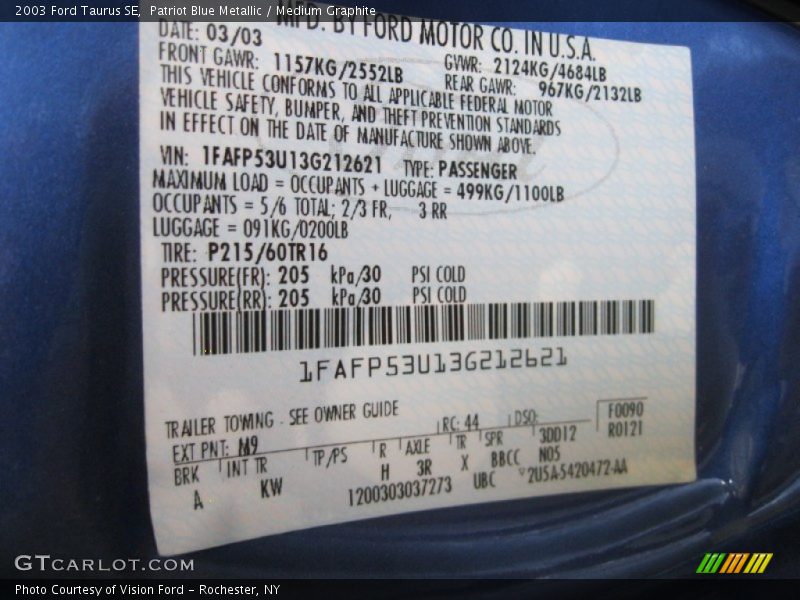 2003 Ford Taurus SE, Patriot Blue Metallic / Medium Graphite
MFD. BY FORD MOTOR CO. IN U.S.A.
DATE: 03/03 GVWR: 2124KG/4684LB
FRONT GAWR: 1157KG/2552LB REAR GAWR: 967KG/2132LB
THIS VEHICLE CONFORMS TO ALL APPLICABLE FEDERAL MOTOR
VEHICLE SAFETY, BUMPER, AND THEFT PREVENTION STANDARDS
IN EFFECT ON THE DATE OF MANUFACTURE SHOWN ABOVE.
VIN: 1FAFP53U13G212621 TYPE: PASSENGER
MAXIMUM LOAD = OCCUPANTS + LUGGAGE = 499KG/1100LB
OCCUPANTS = 5/6 TOTAL; 2/3 FR, 3 RR
LUGGAGE = 091KG/0200LB
TIRE: P215/60TR16
PRESSURE(FR): 205 kPa/30 PSI COLD
PRESSURE(RR): 205 kPa/30 PSI COLD
1FAFP53U13G212621
TRAILER TOWING . SEE OWNER GUIDE
EXT PNT: M9 RC: 44 DSO: F0090
BRK INT TR TP/PS R AXLE TR SPR 3DD12 R0121
A KW H 3R X BBCC N05
1200303037273 UBC 2U5A-5420472-AA
GTCARLOT.COM
Photo Courtesy of Vision Ford - Rochester, NY